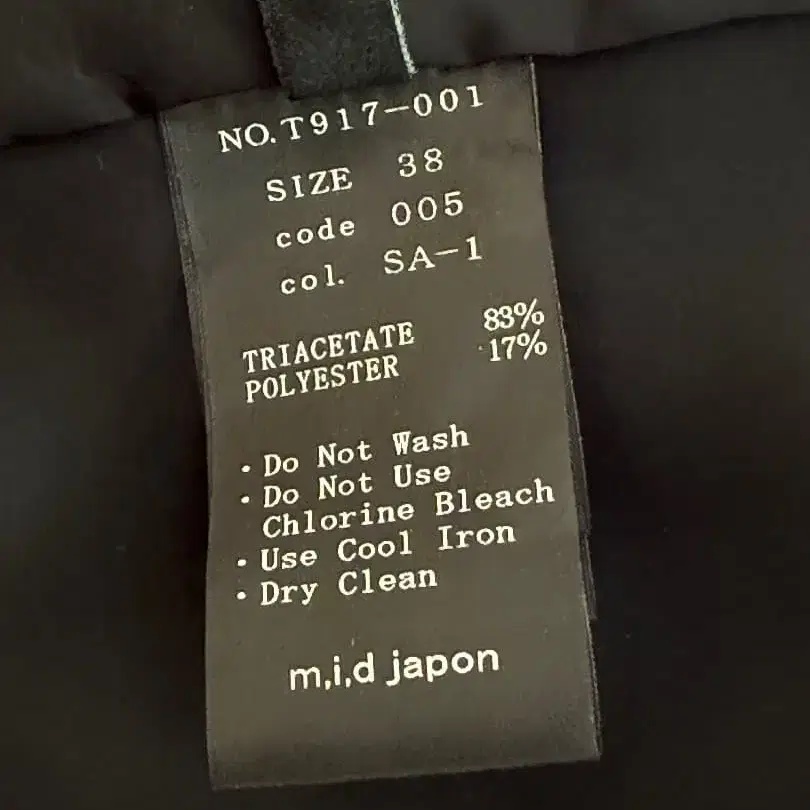 NO.T917-001
SIZE 38
code 005
col. SA-1
TRIACETATE 83%
POLYESTER 17%
・Do Not Wash
・Do Not Use
Chlorine Bleach
・Use Cool Iron
・Dry Clean
m,i,d japon